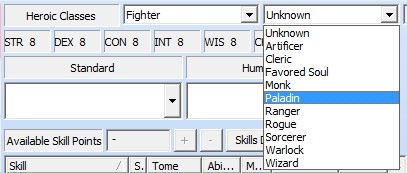 Heroic Classes Fighter Unknown
STR 8 DEX 8 CON 8 INT 8 WIS 8
Unknown
Artificer
Cleric
Favored Soul
Monk
Paladin
Ranger
Rogue
Sorcerer
Warlock
Wizard
Standard Hum
Available Skill Points - + - Skills D
Skill / S. Tome Abi... M...